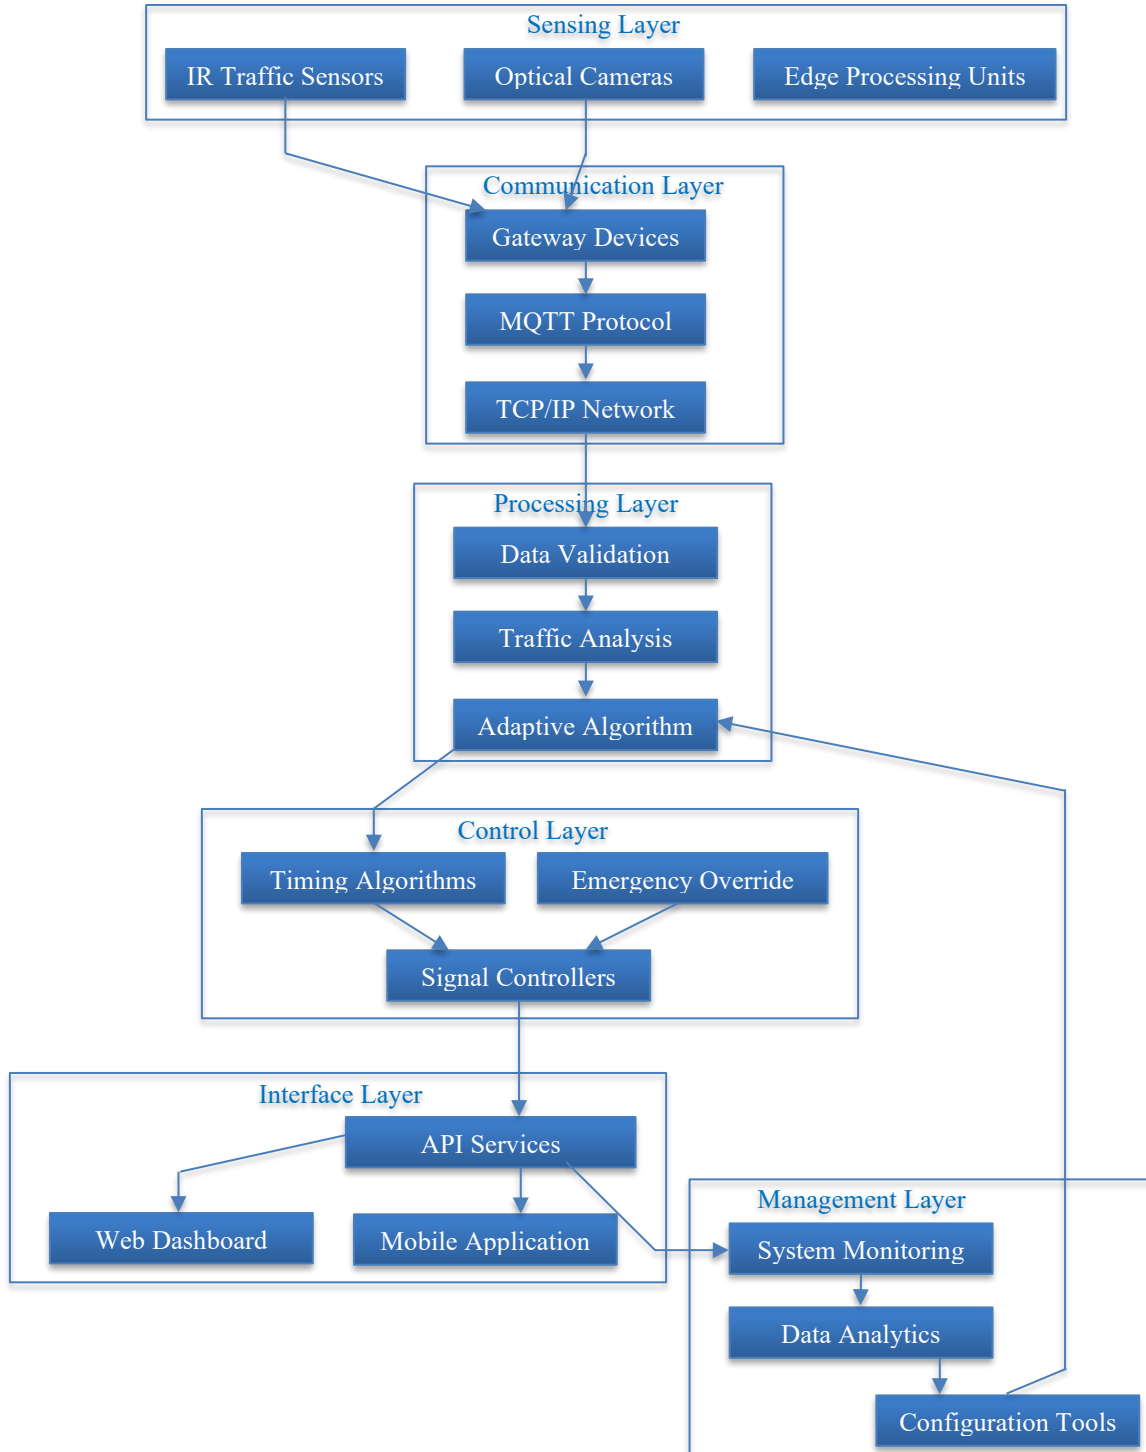 Sensing Layer
IR Traffic Sensors
Optical Cameras
Edge Processing Units
Communication Layer
Gateway Devices
MQTT Protocol
TCP/IP Network
Processing Layer
Data Validation
Traffic Analysis
Adaptive Algorithm
Control Layer
Timing Algorithms
Emergency Override
Signal Controllers
Interface Layer
API Services
Web Dashboard
Mobile Application
Management Layer
System Monitoring
Data Analytics
Configuration Tools